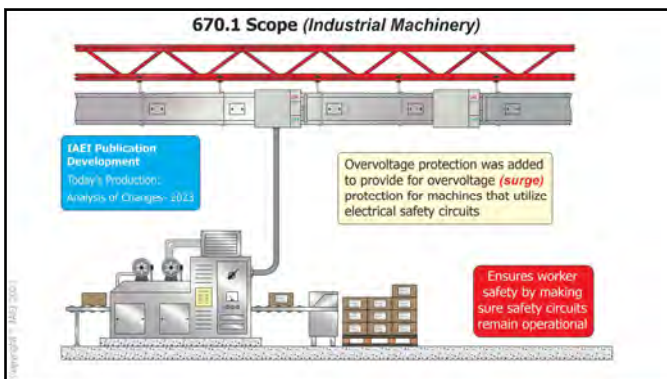 670.1 Scope (Industrial Machinery)
IAEI Publication
Development
Today's Production:
Analysis of Changes- 2023
Overvoltage protection was added
to provide for overvoltage (surge)
protection for machines that utilize
electrical safety circuits
Ensures worker
safety by making
sure safety circuits
remain operational